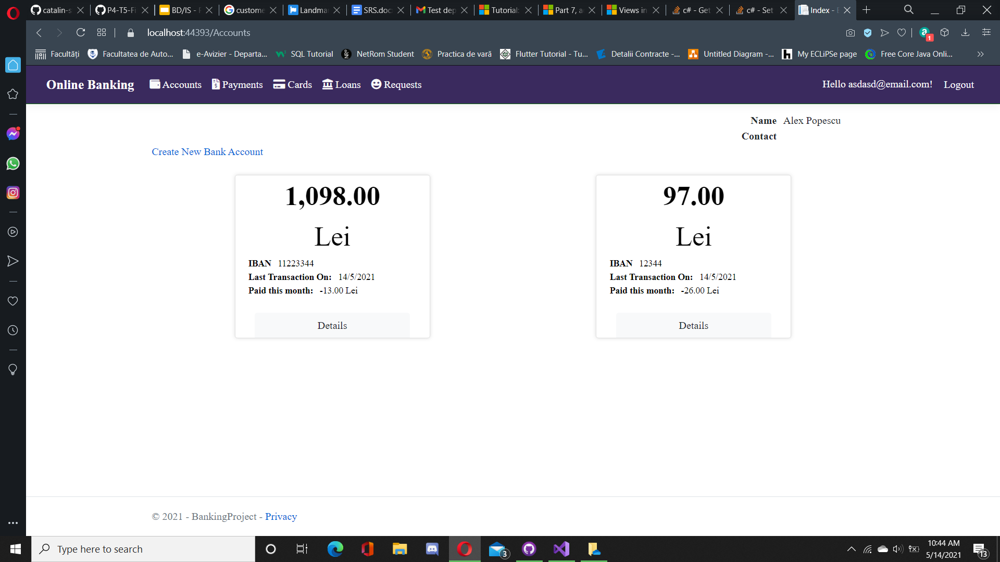 catalin-s
P4-T5-Fi
BD/IS - P
custome
Landma
SRS.doc
Test dep
Tutorial:
Part 7, a
Views in
c# - Get
c# - Set
Index - B
localhost:44393/Accounts
1
Facultăți
Facultatea de Auto...
e-Avizier - Departa...
SQL Tutorial
NetRom Student
Practica de vară
Flutter Tutorial - Tu...
Detalii Contracte -...
Untitled Diagram -...
My ECLiPSe page
Free Core Java Onli...
Online Banking
Accounts
Payments
Cards
Loans
Requests
Hello asdasd@email.com!
Logout
Name Alex Popescu
Contact
Create New Bank Account
1,098.00
Lei
IBAN 11223344
Last Transaction On: 14/5/2021
Paid this month: -13.00 Lei
Details
97.00
Lei
IBAN 12344
Last Transaction On: 14/5/2021
Paid this month: -26.00 Lei
Details
© 2021 - BankingProject - Privacy
Type here to search
3
10:44 AM
5/14/2021
13